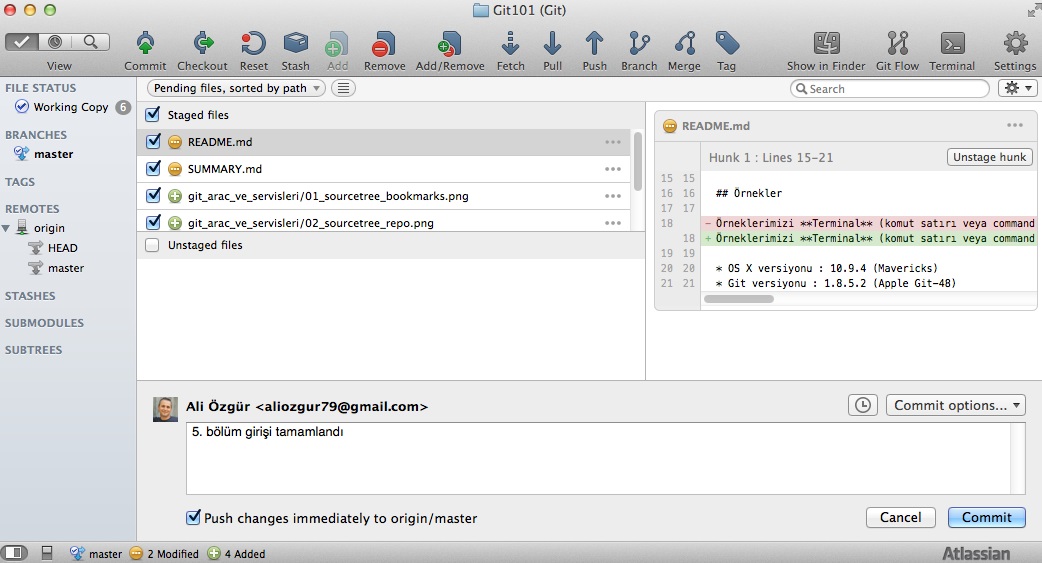 Git101 (Git)
View
Commit
Checkout
Reset
Stash
Add
Remove
Add/Remove
Fetch
Pull
Push
Branch
Merge
Tag
Show in Finder
Git Flow
Terminal
Settings
FILE STATUS
Working Copy 6
BRANCHES
master
TAGS
REMOTES
origin
HEAD
master
STASHES
SUBMODULES
SUBTREES
Pending files, sorted by path
Search
Staged files
README.md
SUMMARY.md
git_arac_ve_servisleri/01_sourcetree_bookmarks.png
git_arac_ve_servisleri/02_sourcetree_repo.png
Unstaged files
README.md
Hunk 1 : Lines 15-21
Unstage hunk
15 15
16 16 ## Örnekler
17 17
18 - Örneklerimizi **Terminal** (komut satırı veya command
18 + Örneklerimizi **Terminal** (komut satırı veya command
19 19
20 20 * OS X versiyonu : 10.9.4 (Mavericks)
21 21 * Git versiyonu : 1.8.5.2 (Apple Git-48)
Ali Özgür <aliozgur79@gmail.com>
Commit options...
5. bölüm girişi tamamlandı
Push changes immediately to origin/master
Cancel
Commit
master 2 Modified 4 Added
Atlassian